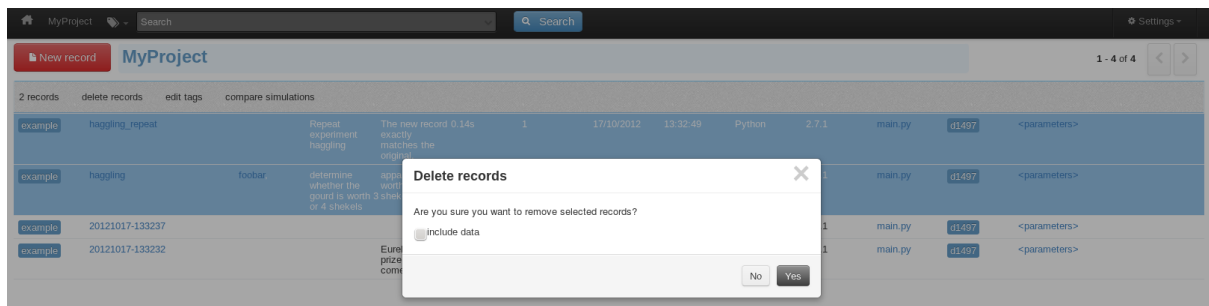 MyProject Search Search Settings
New record MyProject 1 - 4 of 4
2 records delete records edit tags compare simulations
example haggling_repeat Repeat The new record 0.14s 1 17/10/2012 13:32:49 Python 2.7.1 main.py d1497 <parameters>
experiment exactly
haggling matches the
original
example haggling foobar determine 1 main.py d1497 <parameters>
whether the
gourd is worth 3
or 4 shekels
Delete records
Are you sure you want to remove selected records?
include data
example 20121017-133237 1 main.py d1497 <parameters>
example 20121017-133232 1 main.py d1497 <parameters>
prize
No Yes